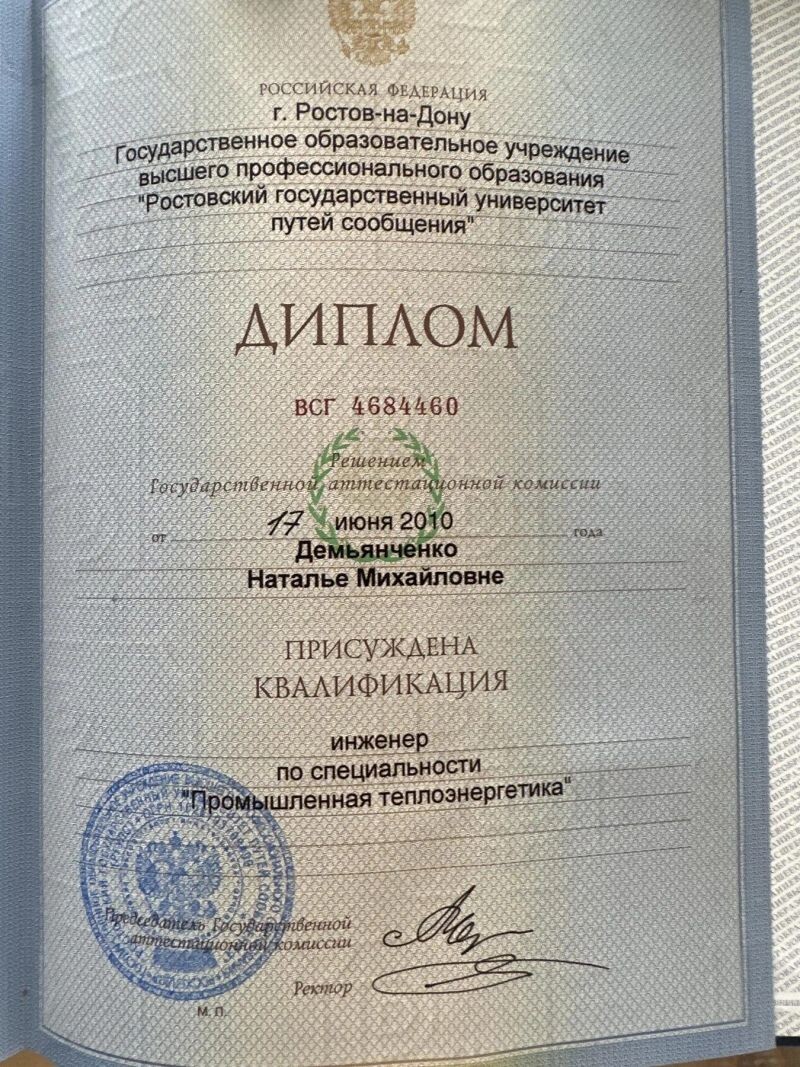 РОССИЙСКАЯ ФЕДЕРАЦИЯ
г. Ростов-на-Дону
Государственное образовательное учреждение
высшего профессионального образования
"Ростовский государственный университет
путей сообщения"
ДИПЛОМ
ВСГ 4684460
Решением
Государственной аттестационной комиссии
от 17 июня 2010 года
Демьянченко
Наталье Михайловне
ПРИСУЖДЕНА
КВАЛИФИКАЦИЯ
инженер
по специальности
"Промышленная теплоэнергетика"
Председатель Государственной
аттестационной комиссии
Ректор
М. П.